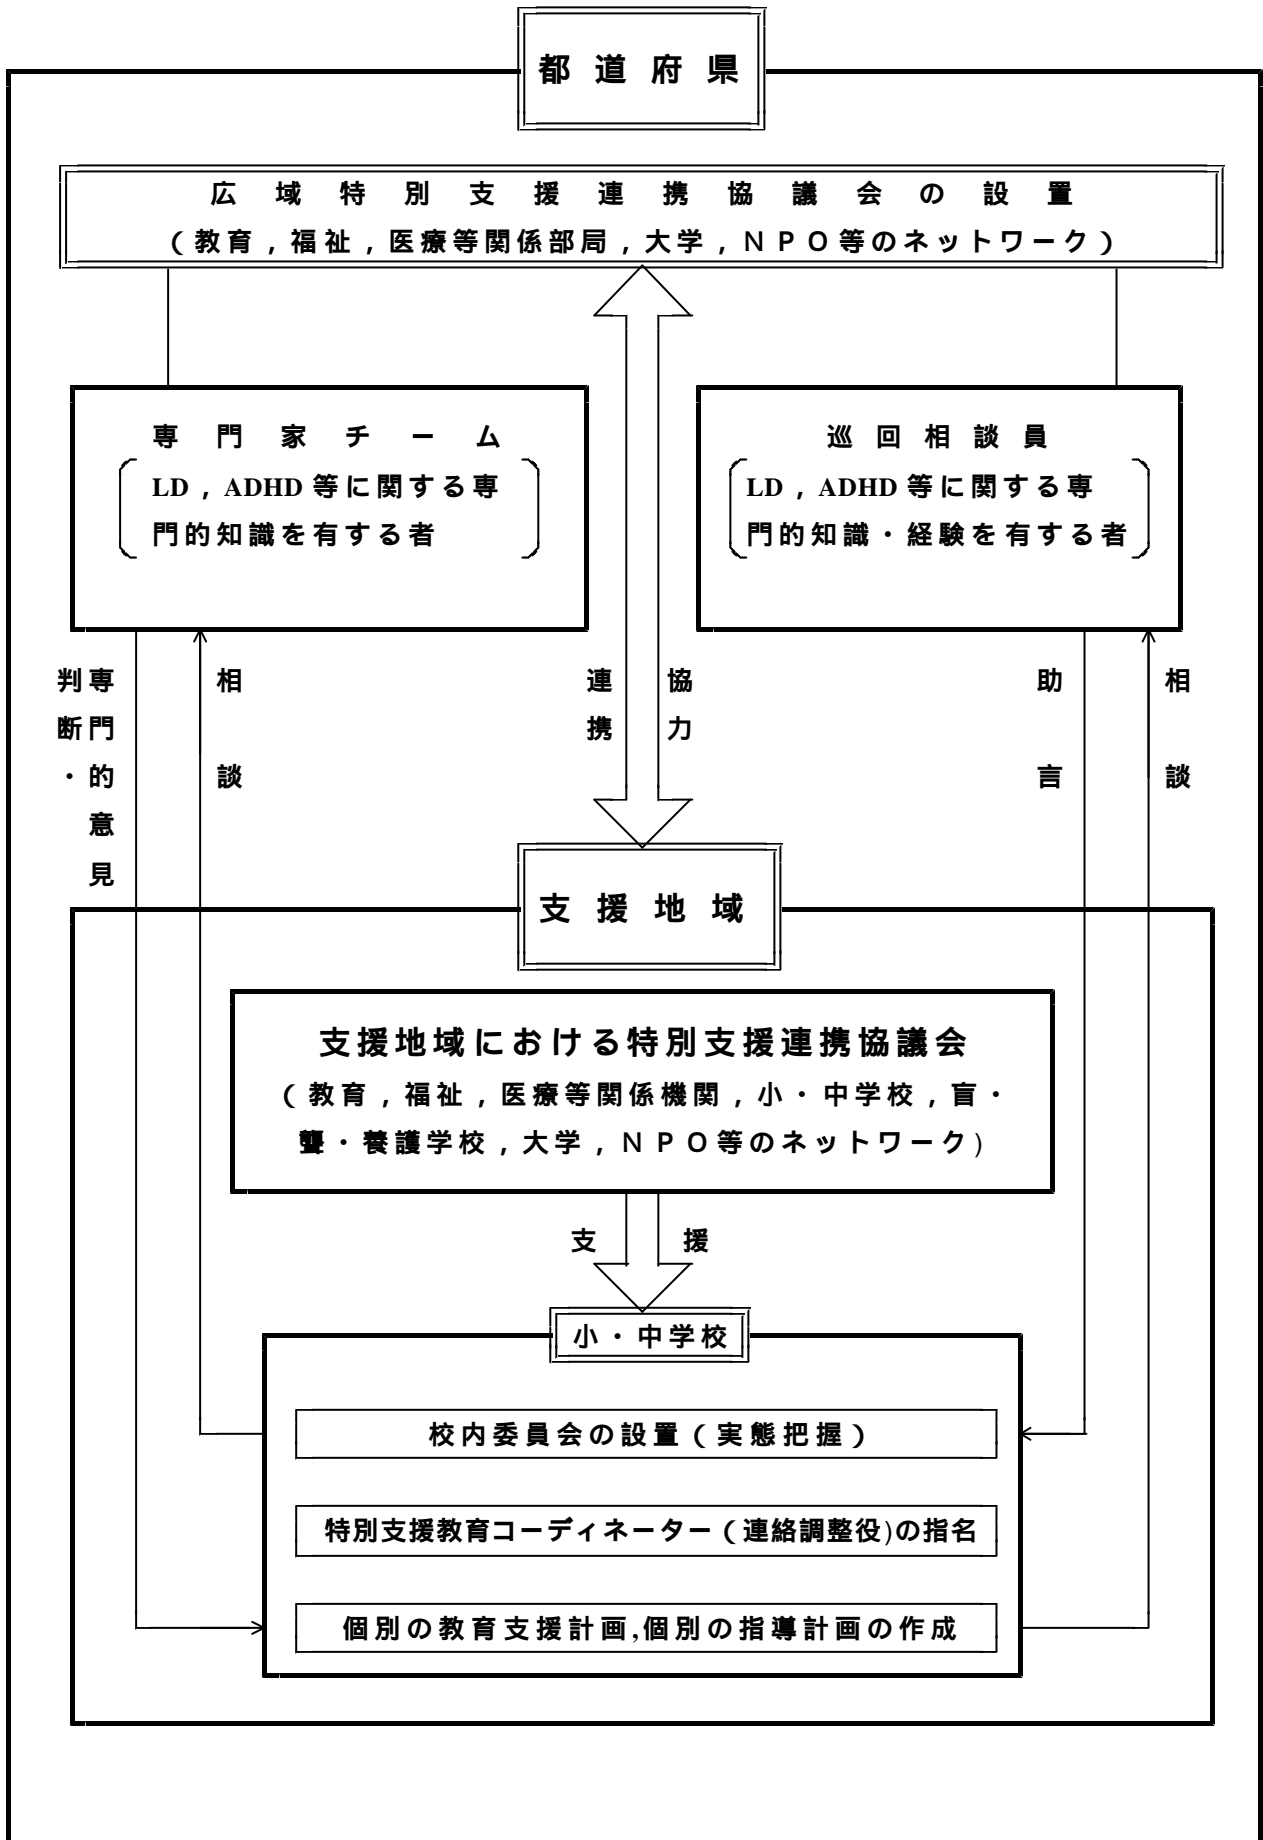 都道府県
広域特別支援連携協議会の設置
(教育，福祉，医療等関係部局，大学，ＮＰＯ等のネットワーク)
専門家チーム
LD，ADHD等に関する専
門的知識を有する者
巡回相談員
LD，ADHD等に関する専
門的知識・経験を有する者
専門的意見
判断・
相談
連携
協力
助言
相談
支援地域
支援地域における特別支援連携協議会
(教育，福祉，医療等関係機関，小・中学校，盲・
聾・養護学校，大学，ＮＰＯ等のネットワーク)
支援
小・中学校
校内委員会の設置(実態把握)
特別支援教育コーディネーター(連絡調整役)の指名
個別の教育支援計画,個別の指導計画の作成